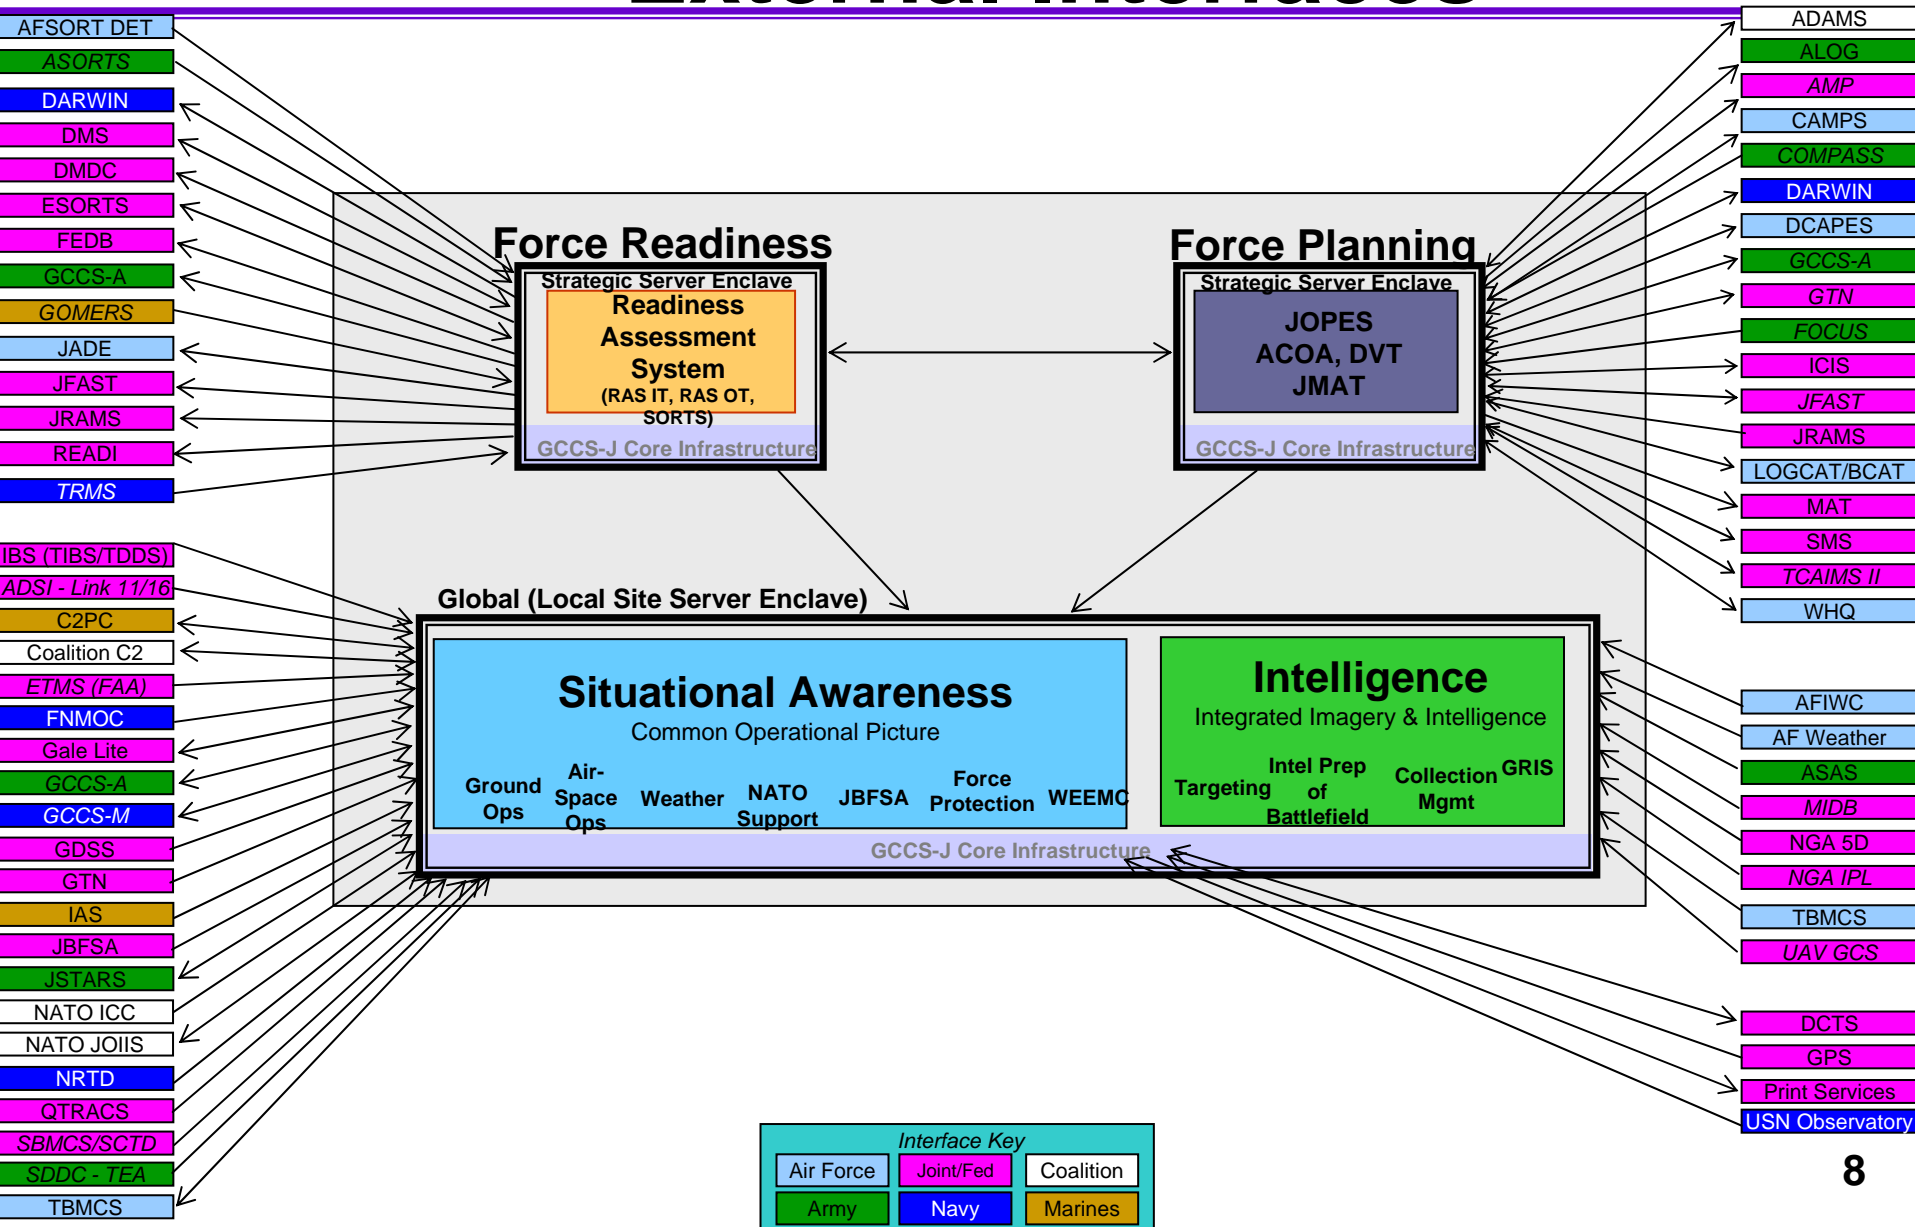 External Interfaces
AFSORT DET
ASORTS
DARWIN
DMS
DMDC
ESORTS
FEDB
GCCS-A
GOMERS
JADE
JFAST
JRAMS
READI
TRMS
IBS (TIBS/TDDS)
ADSI - Link 11/16
C2PC
Coalition C2
ETMS (FAA)
FNMOC
Gale Lite
GCCS-A
GCCS-M
GDSS
GTN
IAS
JBFSA
JSTARS
NATO ICC
NATO JOIIS
NRTD
QTRACS
SBMCS/SCTD
SDDC - TEA
TBMCS
Force Readiness
Strategic Server Enclave
Readiness
Assessment
System
(RAS IT, RAS OT,
SORTS)
GCCS-J Core Infrastructure
Force Planning
Strategic Server Enclave
JOPES
ACOA, DVT
JMAT
GCCS-J Core Infrastructure
Global (Local Site Server Enclave)
Situational Awareness
Common Operational Picture
Ground
Ops
Air-
Space
Ops
Weather
NATO
Support
JBFSA
Force
Protection
WEEMC
Intelligence
Integrated Imagery & Intelligence
Targeting
Intel Prep
of
Battlefield
Collection
Mgmt
GRIS
GCCS-J Core Infrastructure
ADAMS
ALOG
AMP
CAMPS
COMPASS
DARWIN
DCAPES
GCCS-A
GTN
FOCUS
ICIS
JFAST
JRAMS
LOGCAT/BCAT
MAT
SMS
TCAIMS II
WHQ
AFIWC
AF Weather
ASAS
MIDB
NGA 5D
NGA IPL
TBMCS
UAV GCS
DCTS
GPS
Print Services
USN Observatory
Interface Key
Air Force
Joint/Fed
Coalition
Army
Navy
Marines
8